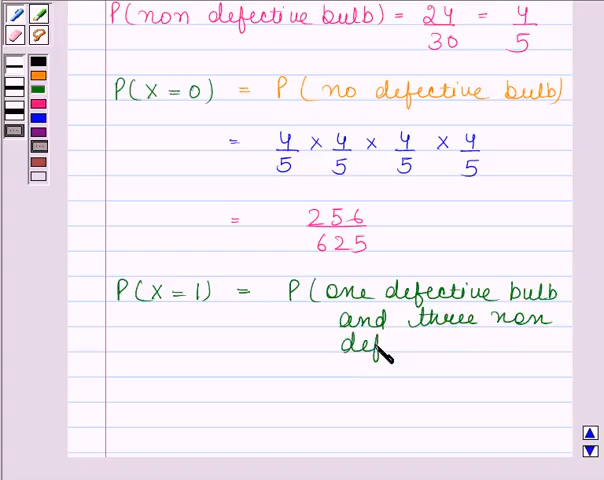 P(non defective bulb) = 24/30 = 4/5
P(X=0) = P(no defective bulb)
= 4/5 × 4/5 × 4/5 × 4/5
= 256/625
P(X=1) = P(one defective bulb
and three non
def